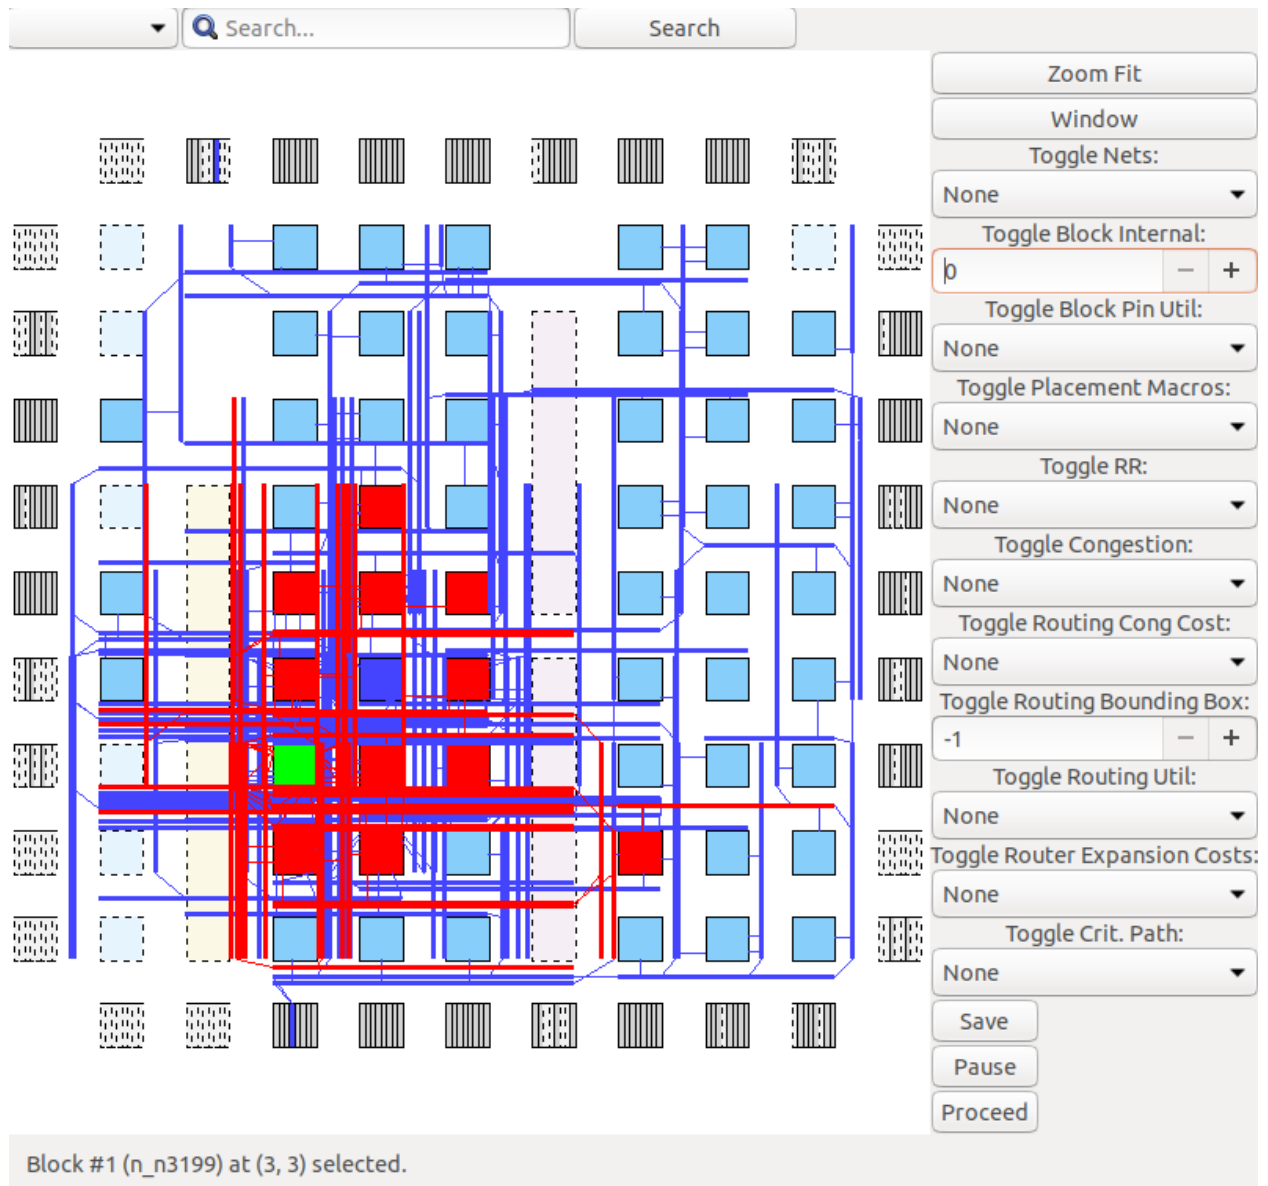 Search...
Search
Zoom Fit
Window
Toggle Nets:
None
Toggle Block Internal:
0
Toggle Block Pin Util:
None
Toggle Placement Macros:
None
Toggle RR:
None
Toggle Congestion:
None
Toggle Routing Cong Cost:
None
Toggle Routing Bounding Box:
-1
Toggle Routing Util:
None
Toggle Router Expansion Costs:
None
Toggle Crit. Path:
None
Save
Pause
Proceed
Block #1 (n_n3199) at (3, 3) selected.